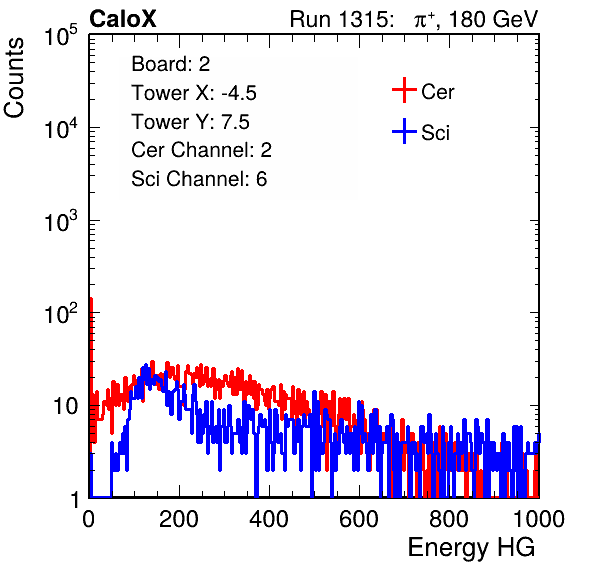 CaloX Run 1315: π⁺, 180 GeV
Counts
10⁵
10⁴
10³
10²
10
1
Board: 2
Tower X: -4.5
Tower Y: 7.5
Cer Channel: 2
Sci Channel: 6
Cer
Sci
0 200 400 600 800 1000
Energy HG